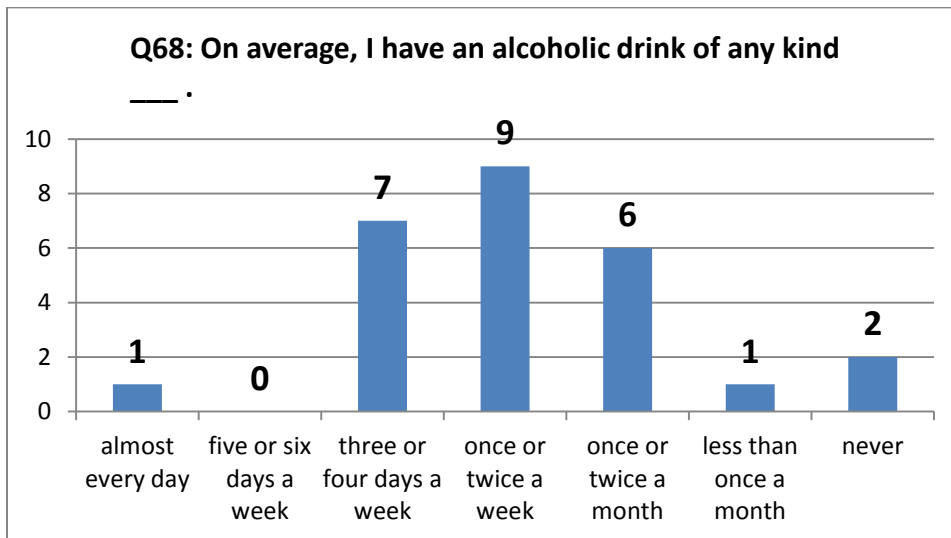 Q68: On average, I have an alcoholic drink of any kind
___ .
10
8
6
4
2
0
1
0
7
9
6
1
2
almost
every day
five or six
days a
week
three or
four days a
week
once or
twice a
week
once or
twice a
month
less than
once a
month
never